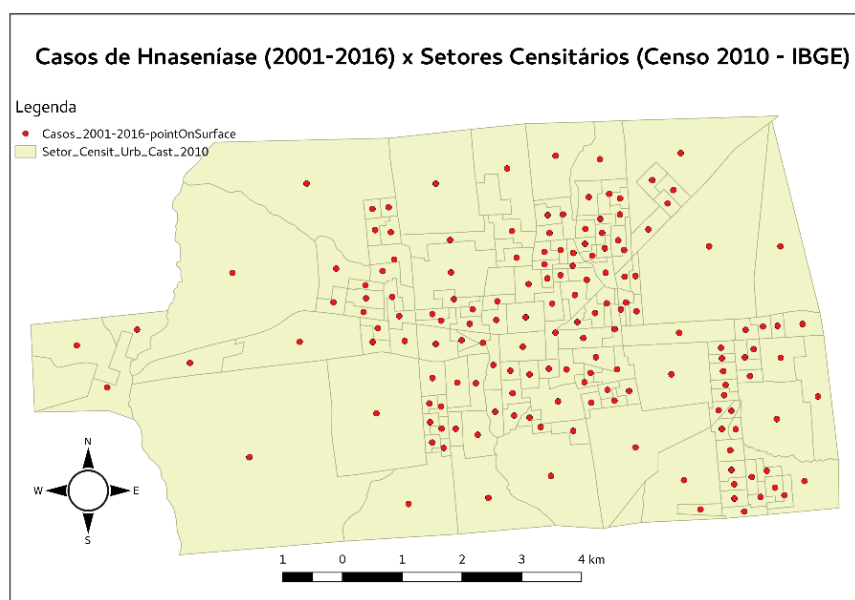 Casos de Hnaseníase (2001-2016) x Setores Censitários (Censo 2010 - IBGE)
Legenda
Casos_2001-2016-pointOnSurface
Setor_Censit_Urb_Cast_2010
N
W
E
S
1 0 1 2 3 4 km